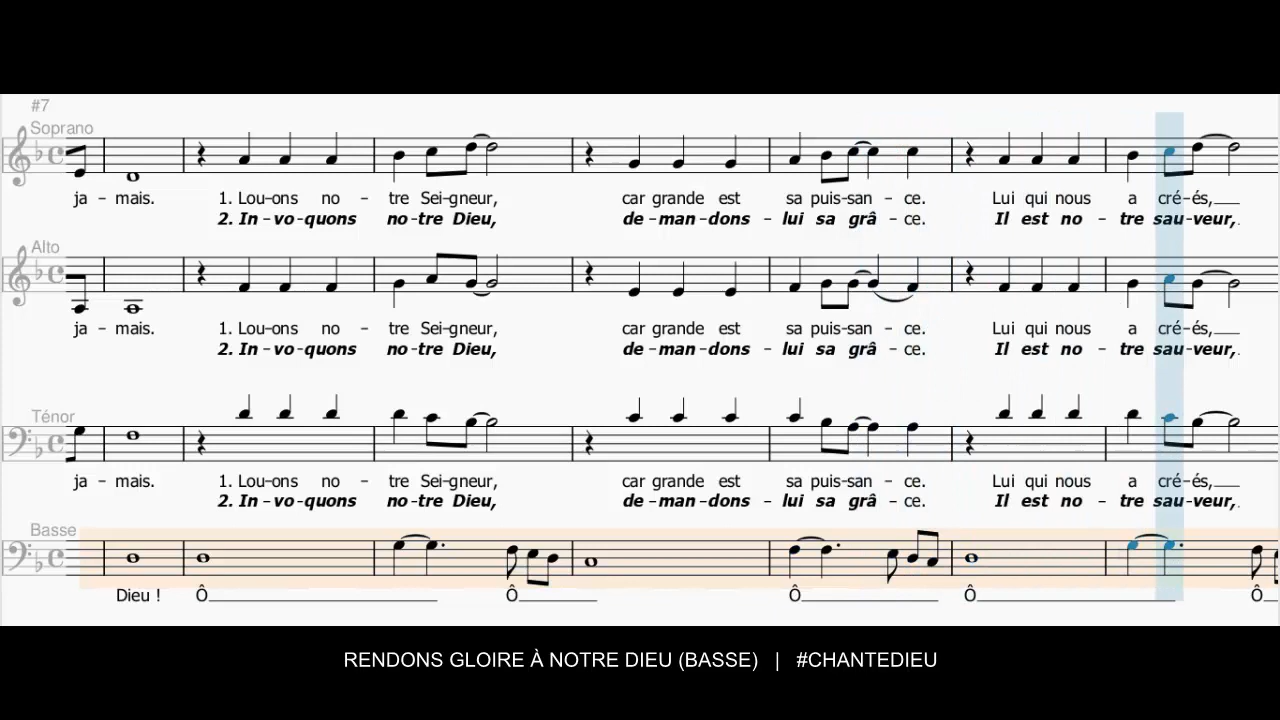 #7
Soprano
ja – mais. 1. Lou–ons no – tre Sei–gneur, car grande est sa puis–san – ce. Lui qui nous a cré–és,
2. In–vo–quons no–tre Dieu, de–man–dons– lui sa grâ – ce. Il est no – tre sau–veur,
Alto
ja – mais. 1. Lou–ons no – tre Sei–gneur, car grande est sa puis–san – ce. Lui qui nous a cré–és,
2. In–vo–quons no–tre Dieu, de–man–dons– lui sa grâ – ce. Il est no – tre sau–veur,
Ténor
ja – mais. 1. Lou–ons no – tre Sei–gneur, car grande est sa puis–san – ce. Lui qui nous a cré–és,
2. In–vo–quons no–tre Dieu, de–man–dons– lui sa grâ – ce. Il est no – tre sau–veur,
Basse
Dieu ! Ô Ô Ô Ô Ô
RENDONS GLOIRE À NOTRE DIEU (BASSE) | #CHANTEDIEU